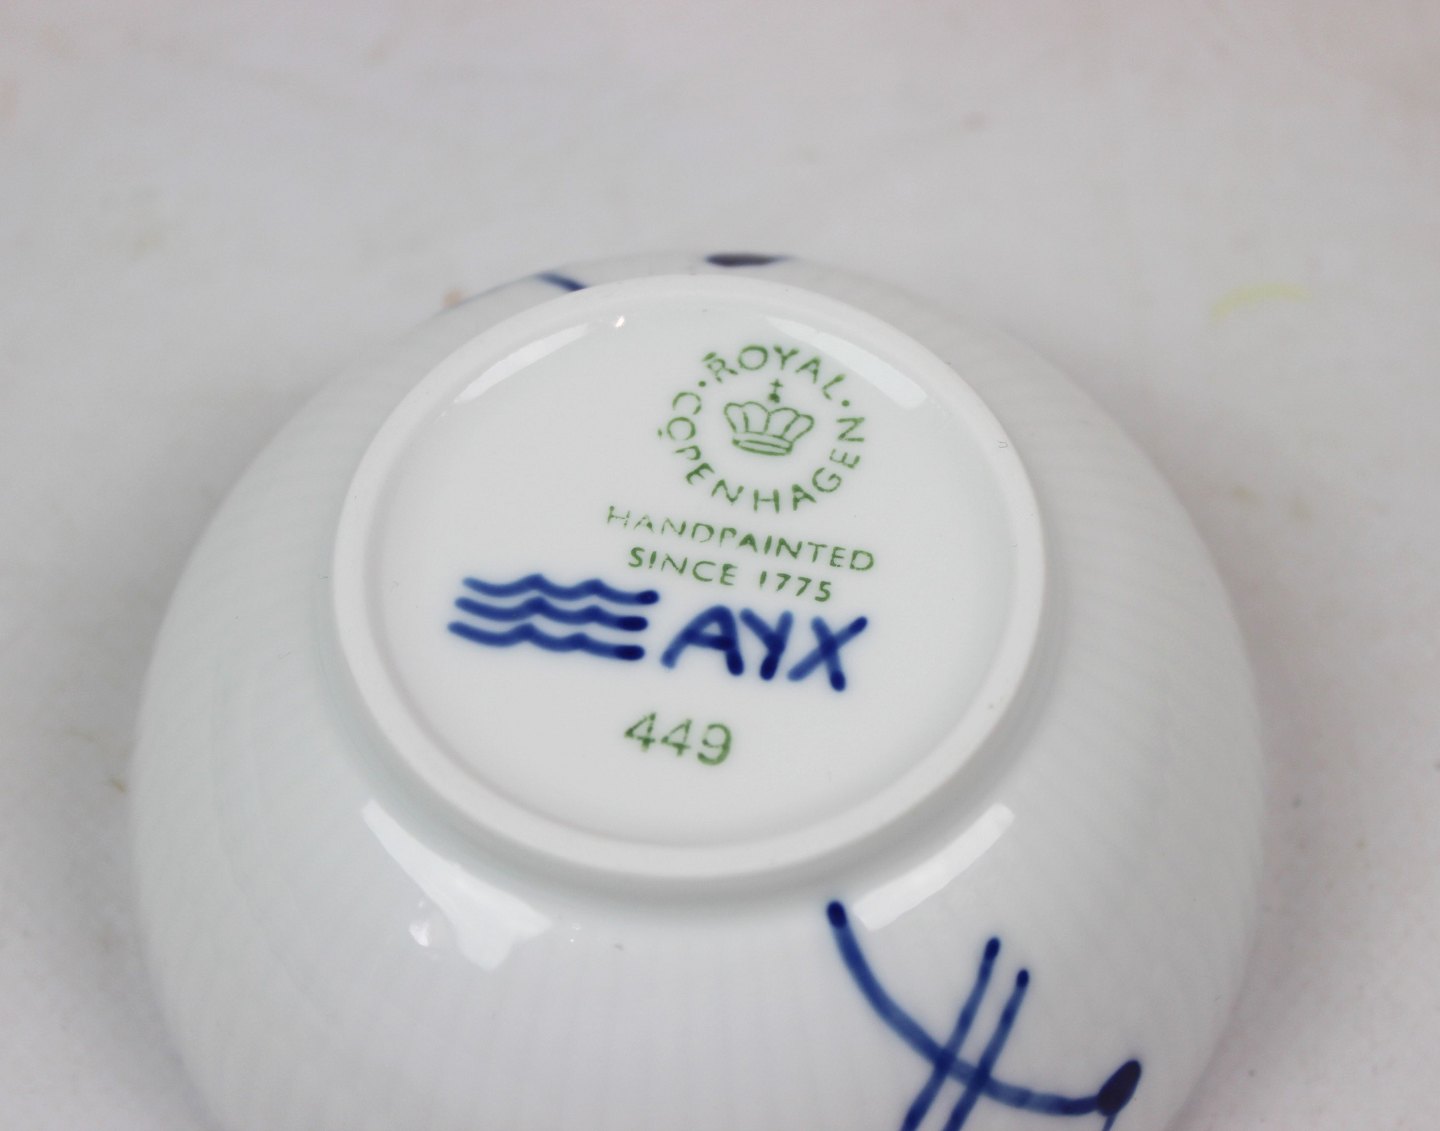 ROYAL
COPENHAGEN
HANDPAINTED
SINCE 1775
AYX
449